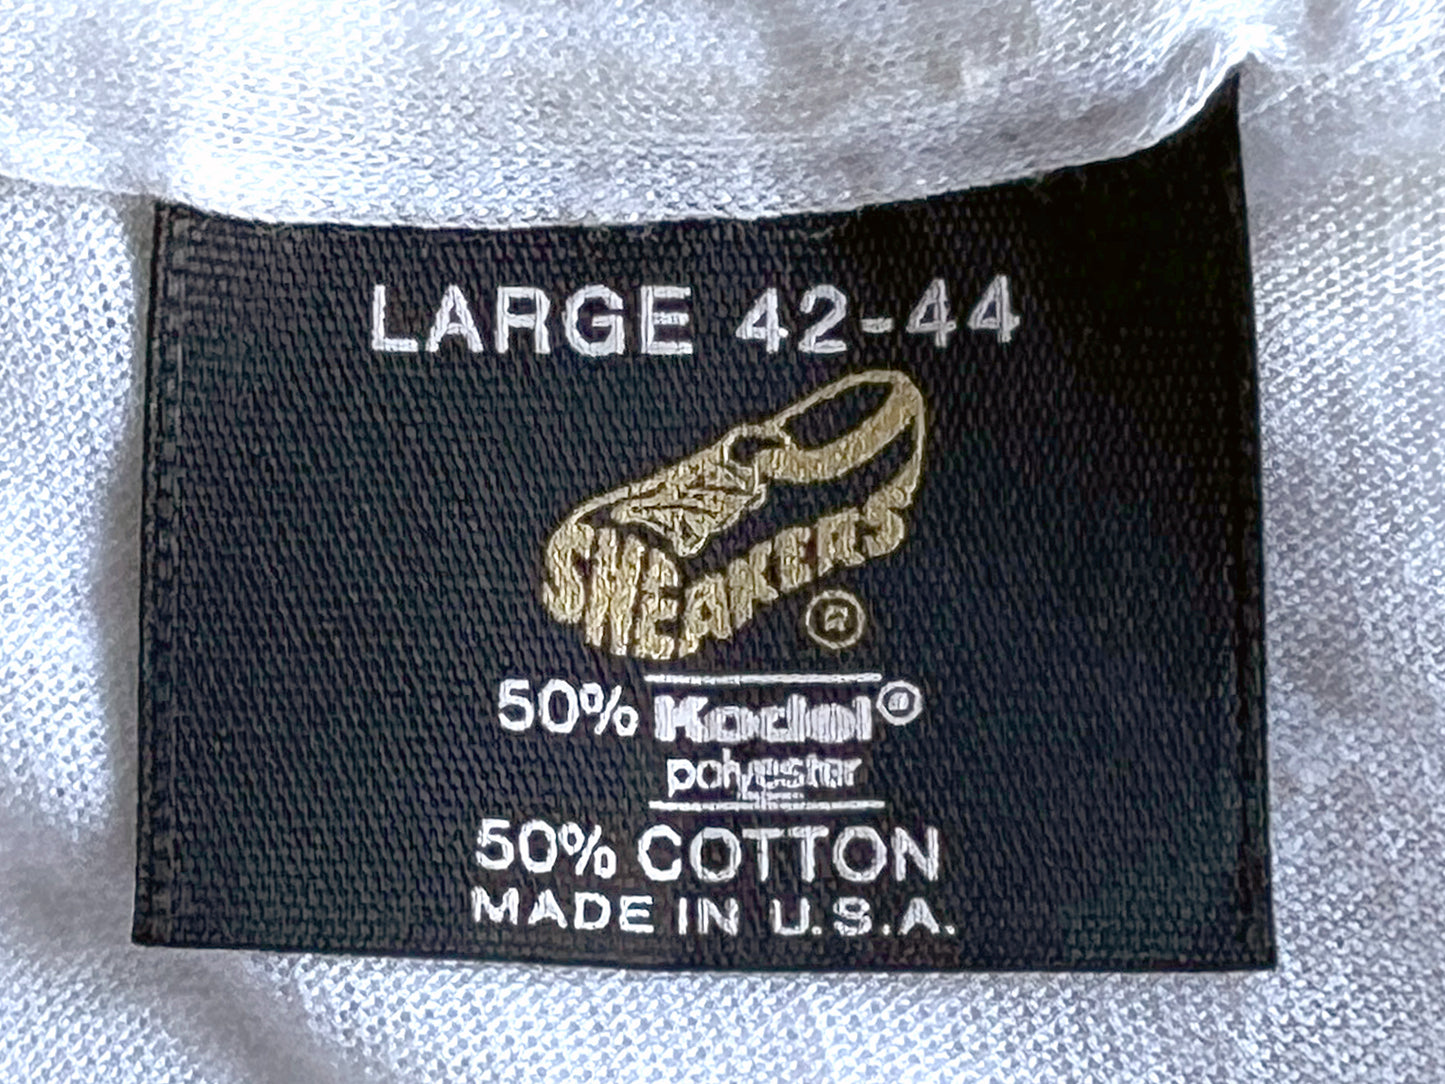 LARGE 42-44
SNEAKERS®
50% Kodel®
polyester
50% COTTON
MADE IN U.S.A.